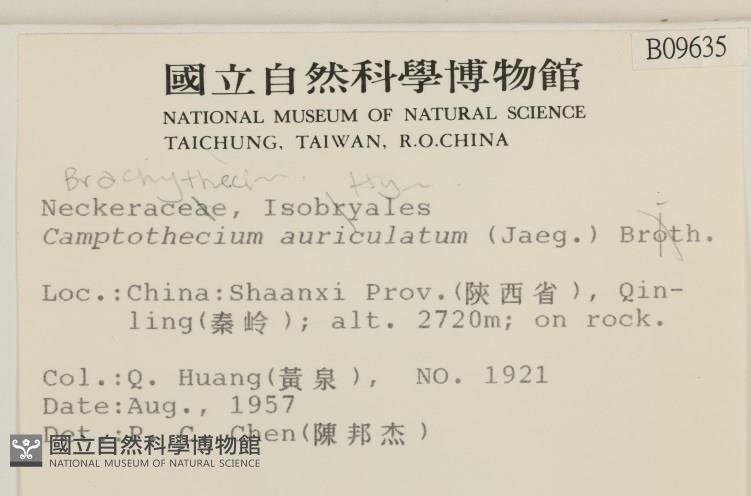 B09635
國立自然科學博物館
NATIONAL MUSEUM OF NATURAL SCIENCE
TAICHUNG, TAIWAN, R.O.CHINA
Neckeraceae, Isobryales
Camptothecium auriculatum (Jaeg.) Broth.
Loc.:China:Shaanxi Prov.(陝西省), Qin-
ling(秦岭); alt. 2720m; on rock.
Col.:Q. Huang(黃泉), NO. 1921
Date:Aug., 1957
Det.:P. C. Chen(陳邦杰)
國立自然科學博物館
NATIONAL MUSEUM OF NATURAL SCIENCE